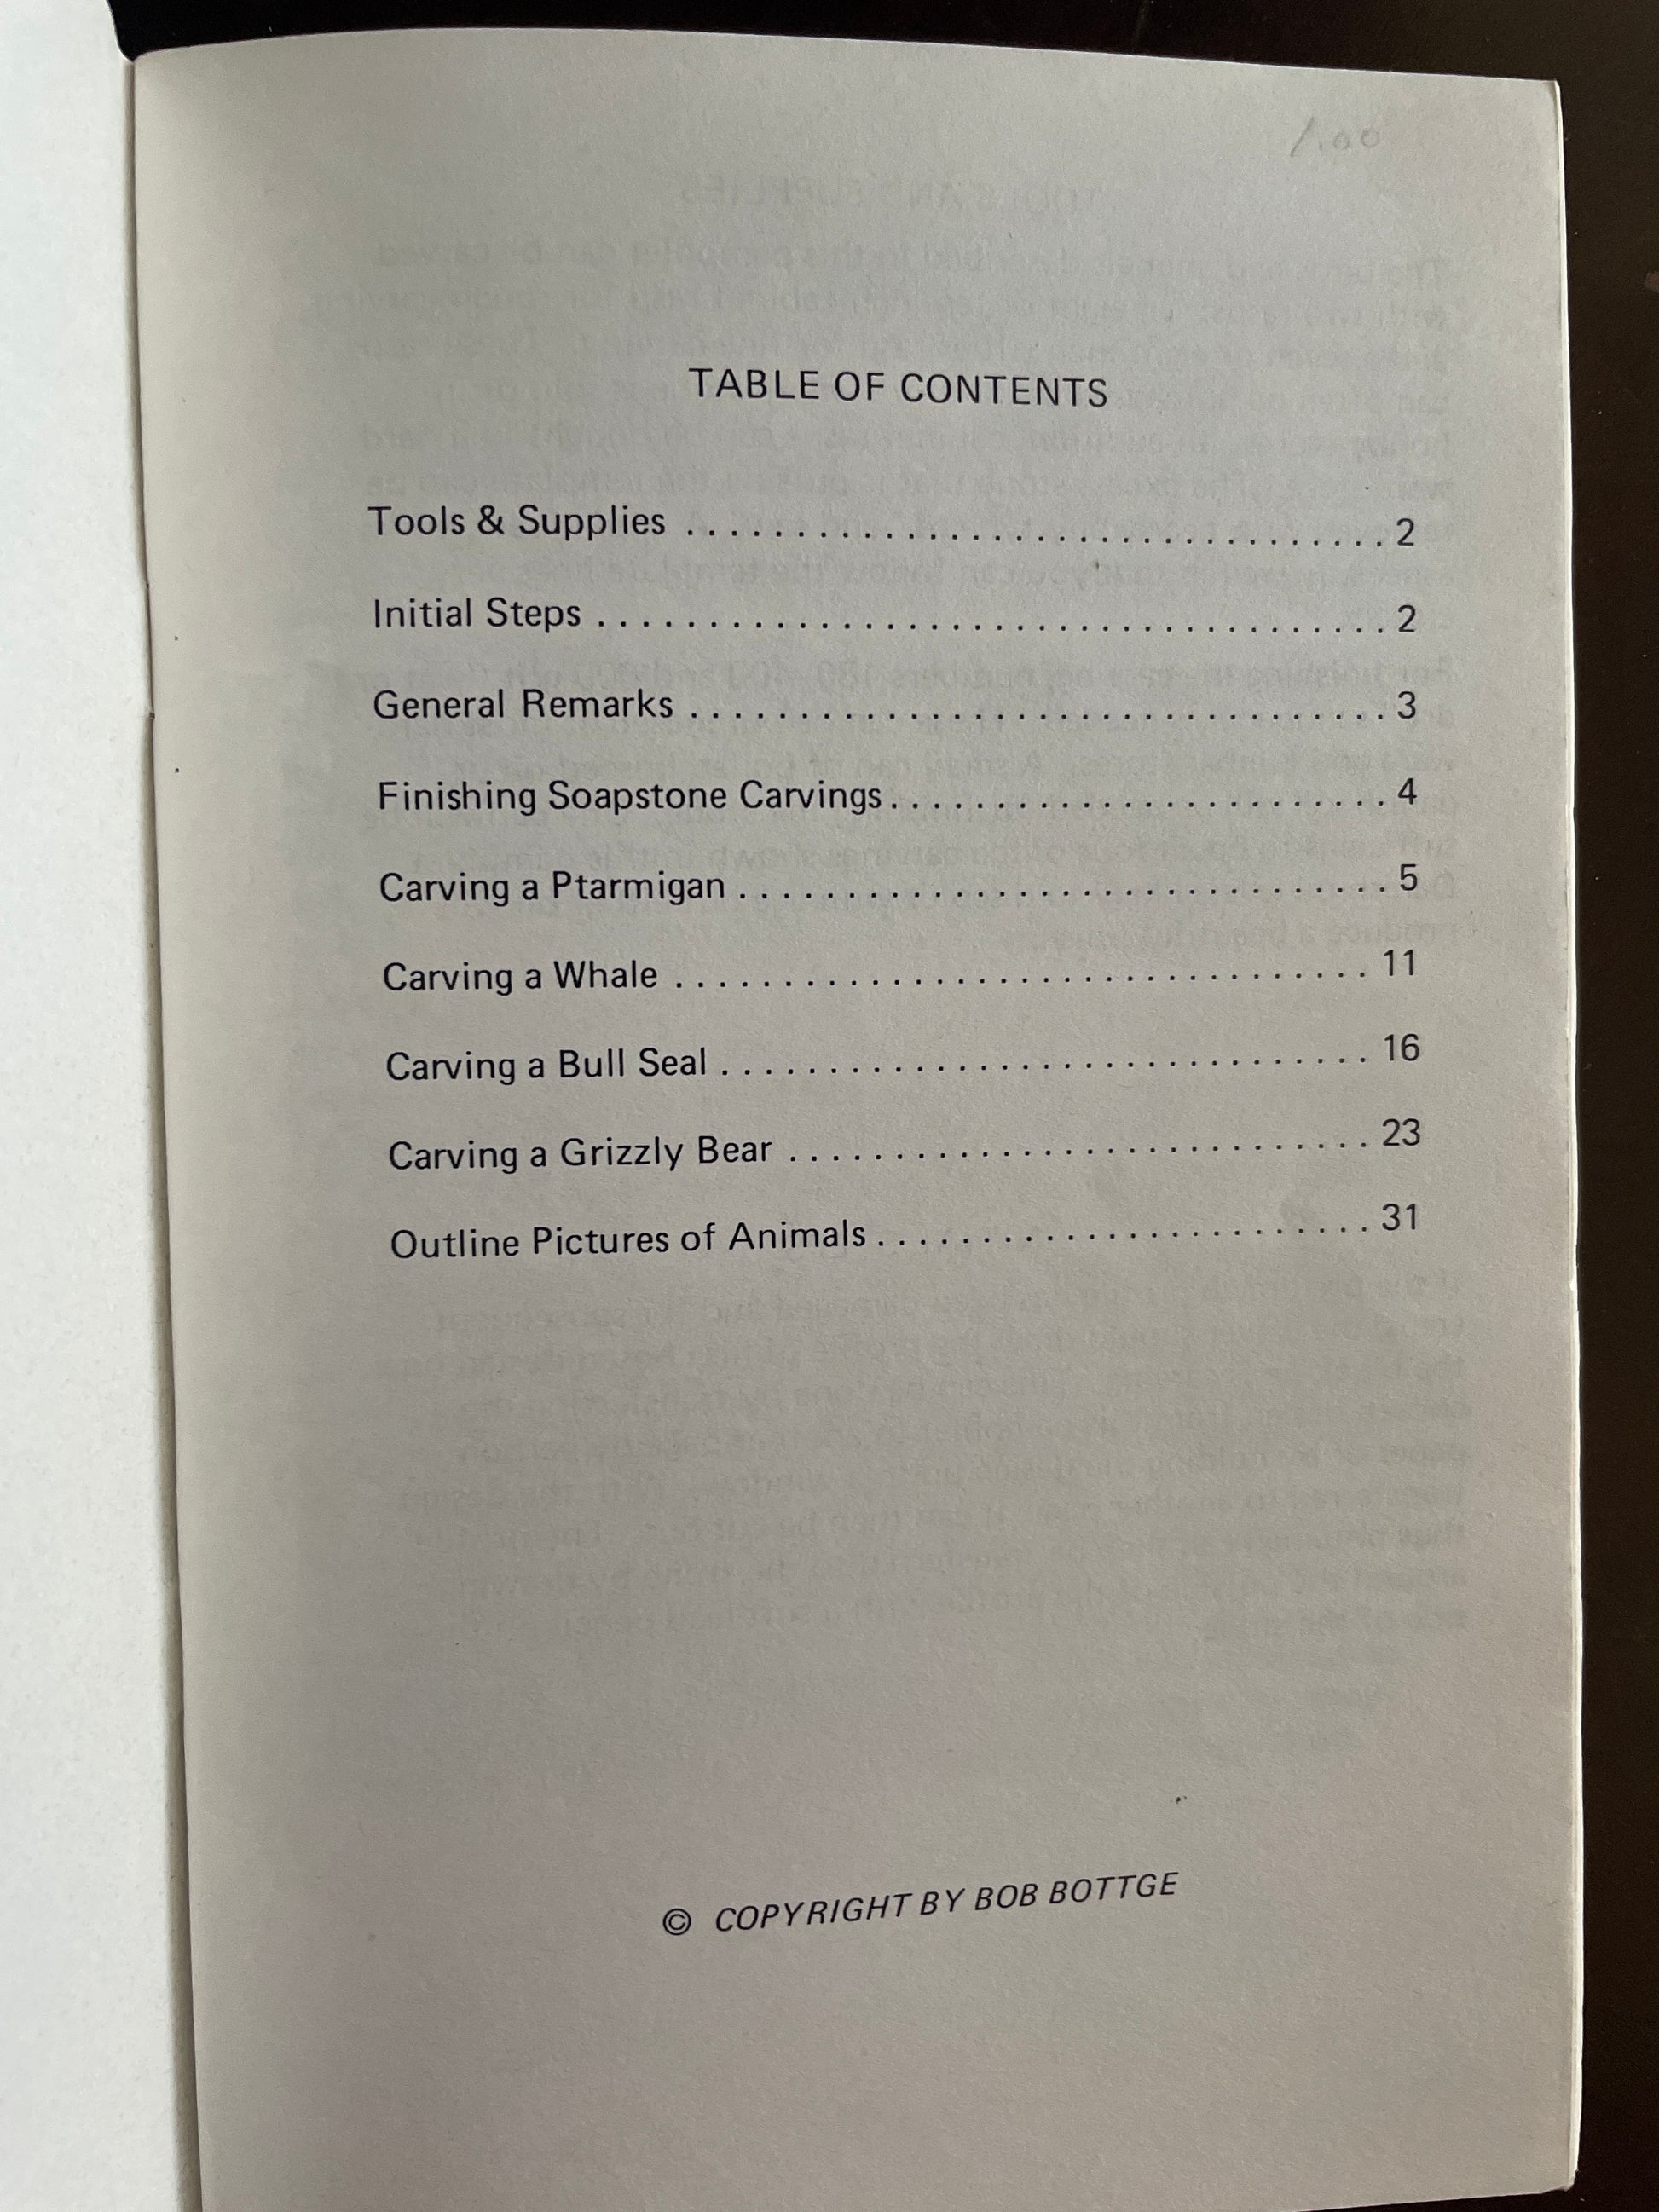 1.00
TABLE OF CONTENTS
Tools & Supplies ................................ 2
Initial Steps .................................... 2
General Remarks ................................ 3
Finishing Soapstone Carvings ....................... 4
Carving a Ptarmigan .............................. 5
Carving a Whale ................................ 11
Carving a Bull Seal .............................. 16
Carving a Grizzly Bear ........................... 23
Outline Pictures of Animals ....................... 31
© COPYRIGHT BY BOB BOTTGE